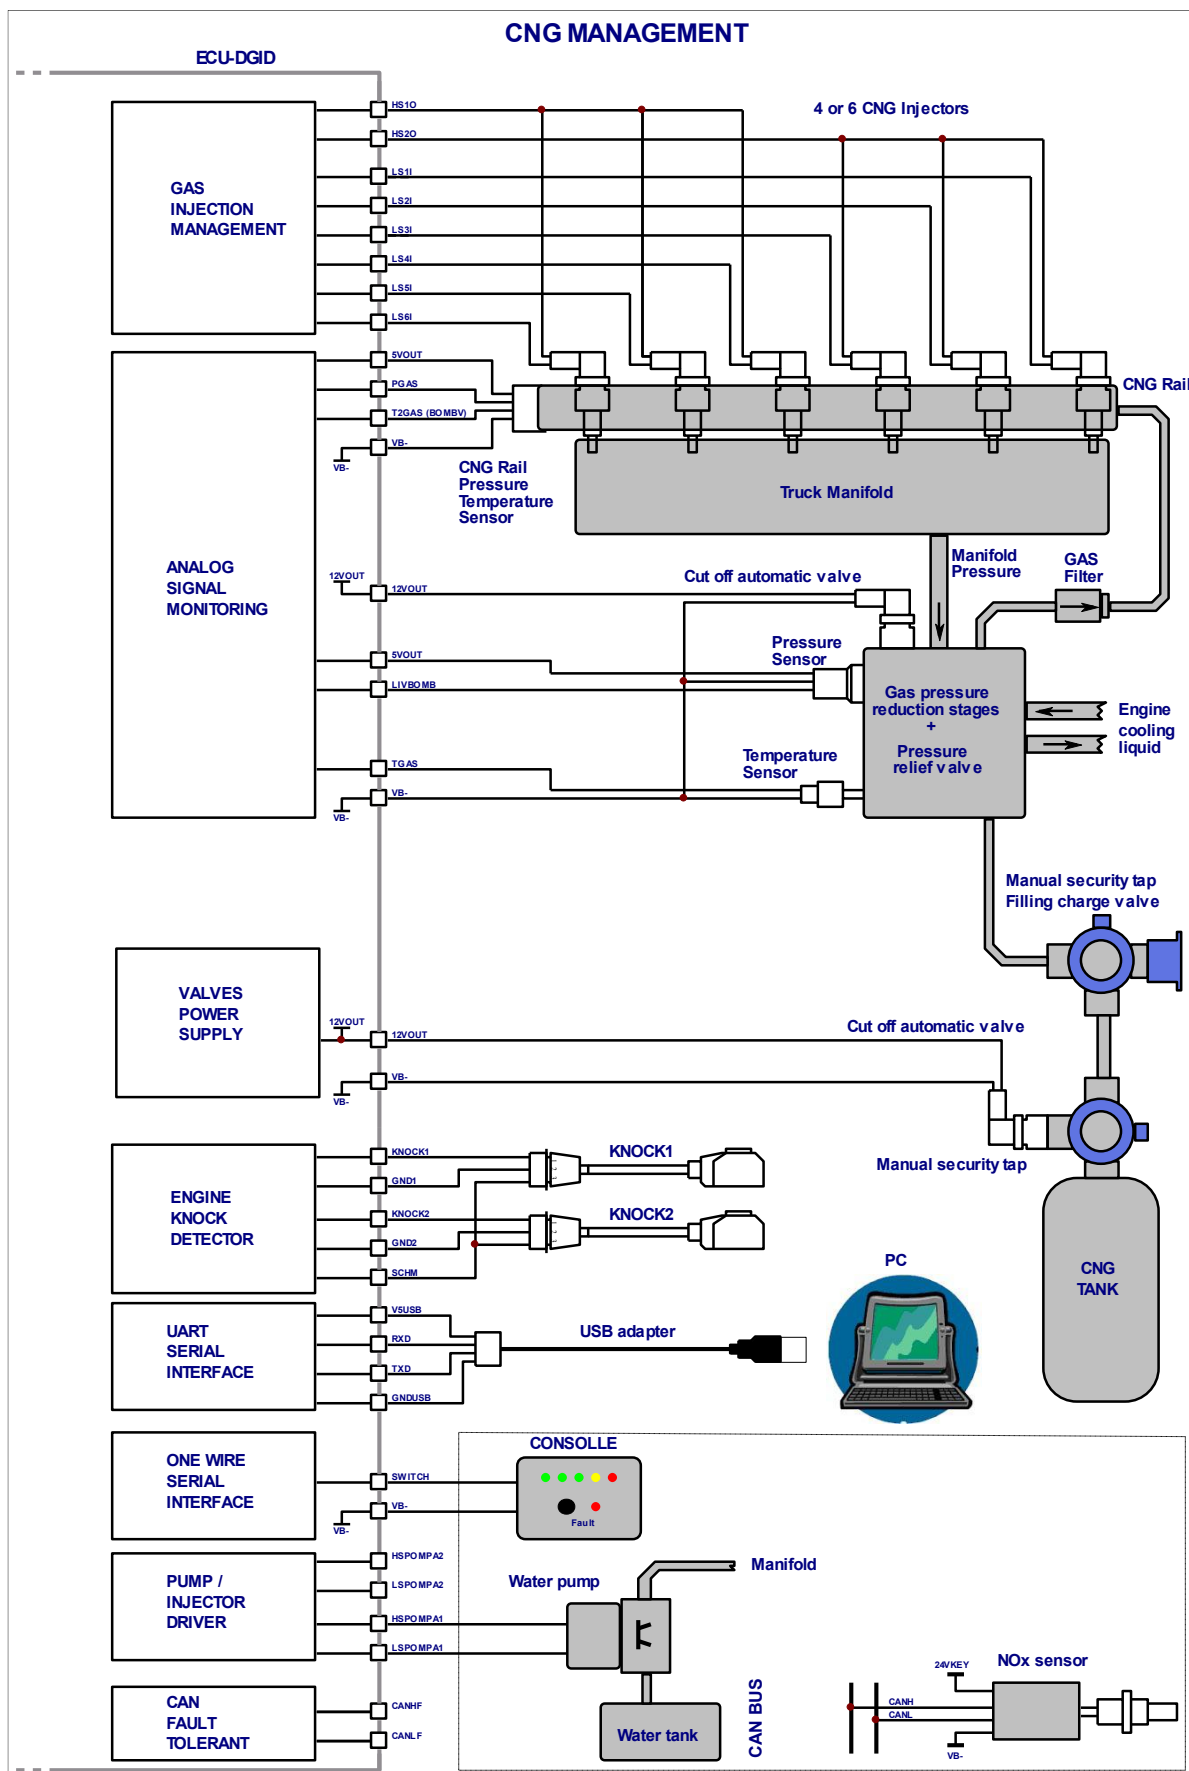 CNG MANAGEMENT
ECU-DGID
GAS
INJECTION
MANAGEMENT
HS1O
HS2O
LS1I
LS2I
LS3I
LS4I
LS5I
LS6I
4 or 6 CNG Injectors
CNG Rail
ANALOG
SIGNAL
MONITORING
5VOUT
PGAS
T2GAS (BOMBV)
VB-
VB-
CNG Rail
Pressure
Temperature
Sensor
Truck Manifold
Manifold
Pressure
GAS
Filter
12VOUT
12VOUT
Cut off automatic valve
5VOUT
LIVBOMB
Pressure
Sensor
Gas pressure
reduction stages
+
Pressure
relief valve
Engine
cooling
liquid
TGAS
VB-
VB-
Temperature
Sensor
Manual security tap
Filling charge valve
VALVES
POWER
SUPPLY
12VOUT
12VOUT
VB-
VB-
Cut off automatic valve
Manual security tap
CNG
TANK
ENGINE
KNOCK
DETECTOR
KNOCK1
GND1
KNOCK2
GND2
SCHM
KNOCK1
KNOCK2
PC
UART
SERIAL
INTERFACE
V5USB
RXD
TXD
GNDUSB
USB adapter
ONE WIRE
SERIAL
INTERFACE
SWITCH
VB-
VB-
CONSOLLE
Fault
PUMP /
INJECTOR
DRIVER
HSPOMPA2
LSPOMPA2
HSPOMPA1
LSPOMPA1
Water pump
Manifold
Water tank
CAN
FAULT
TOLERANT
CANHF
CANLF
CAN BUS
CANH
CANL
24VKEY
VB-
NOx sensor